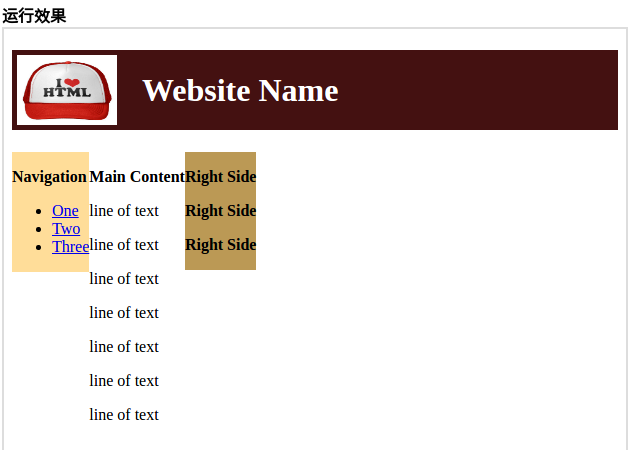 运行效果
I ❤ HTML
Website Name
Navigation
One
Two
Three
Main Content
line of text
line of text
line of text
line of text
line of text
line of text
line of text
Right Side
Right Side
Right Side